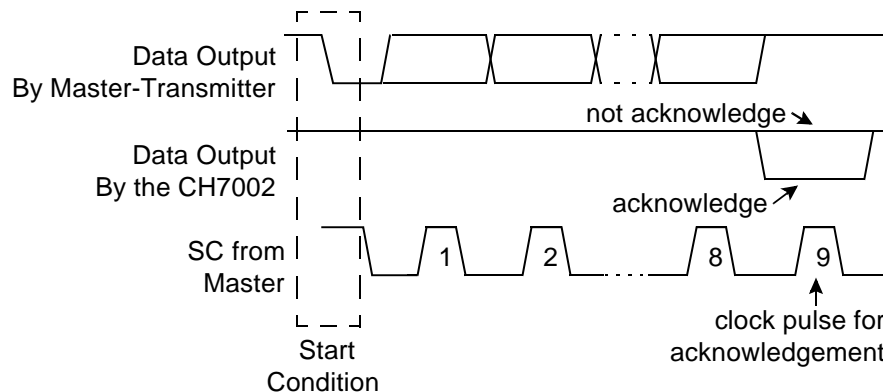 Data Output
By Master-Transmitter
not acknowledge
Data Output
By the CH7002
acknowledge
SC from
Master
1
2
8
9
clock pulse for
acknowledgement
Start
Condition